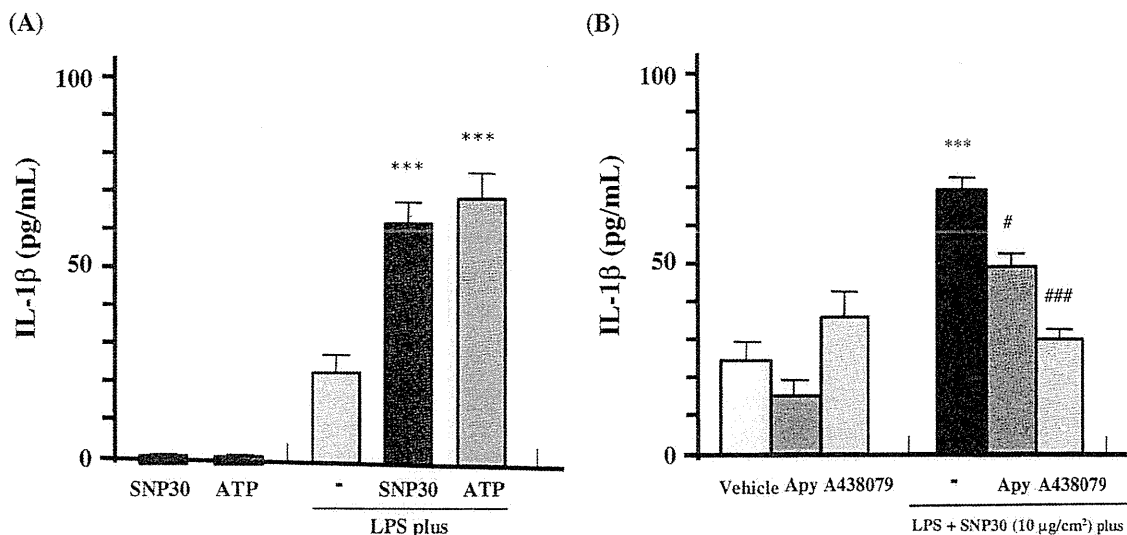 (A)
100
50
0
IL-1β (pg/mL)
***
***
SNP30 ATP - SNP30 ATP
LPS plus
(B)
100
50
0
IL-1β (pg/mL)
***
#
###
Vehicle Apy A438079 - Apy A438079
LPS + SNP30 (10 µg/cm²) plus